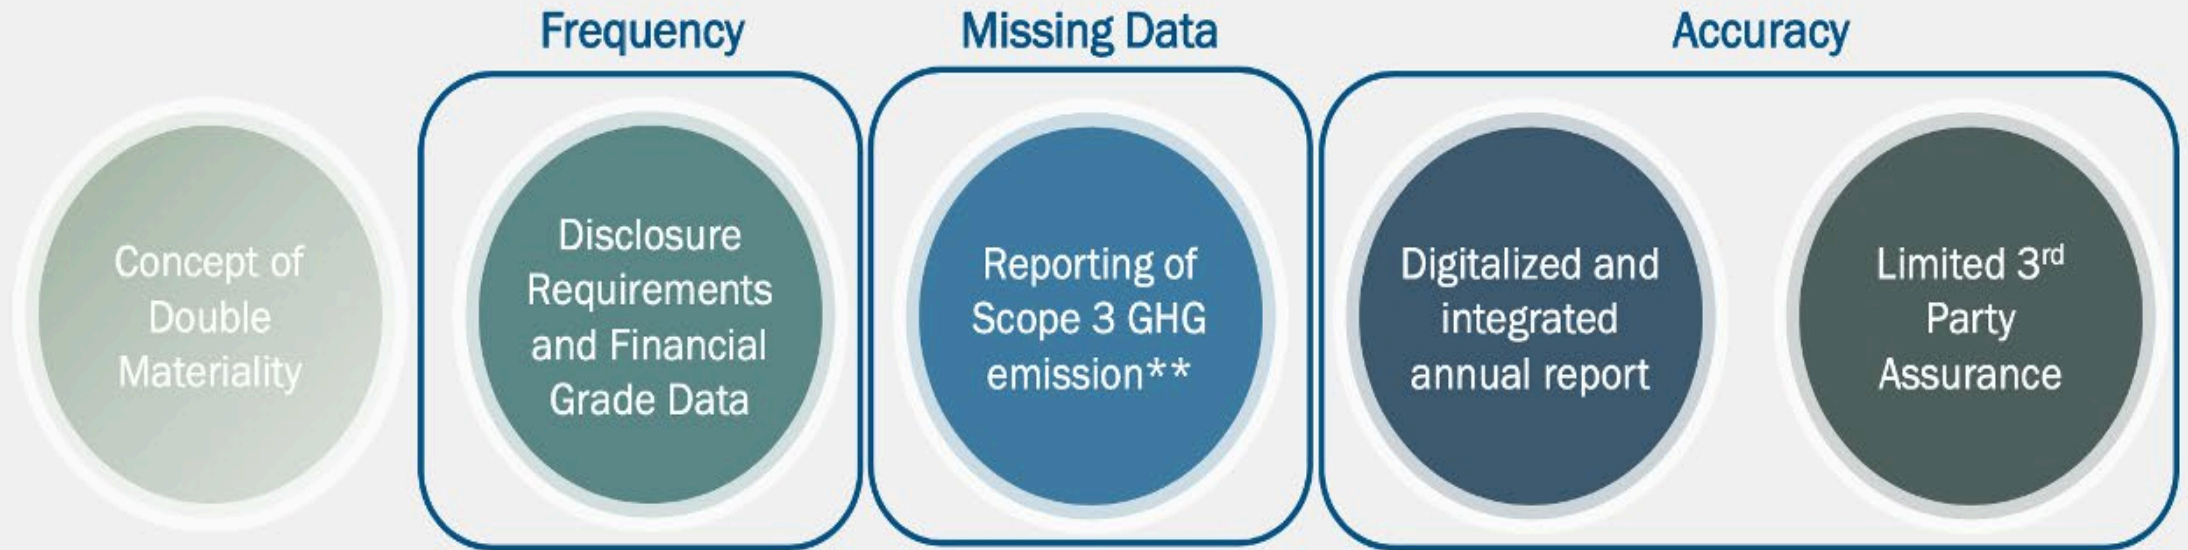 Frequency
Missing Data
Accuracy
Concept of
Double
Materiality
Disclosure
Requirements
and Financial
Grade Data
Reporting of
Scope 3 GHG
emission**
Digitalized and
integrated
annual report
Limited 3rd
Party
Assurance